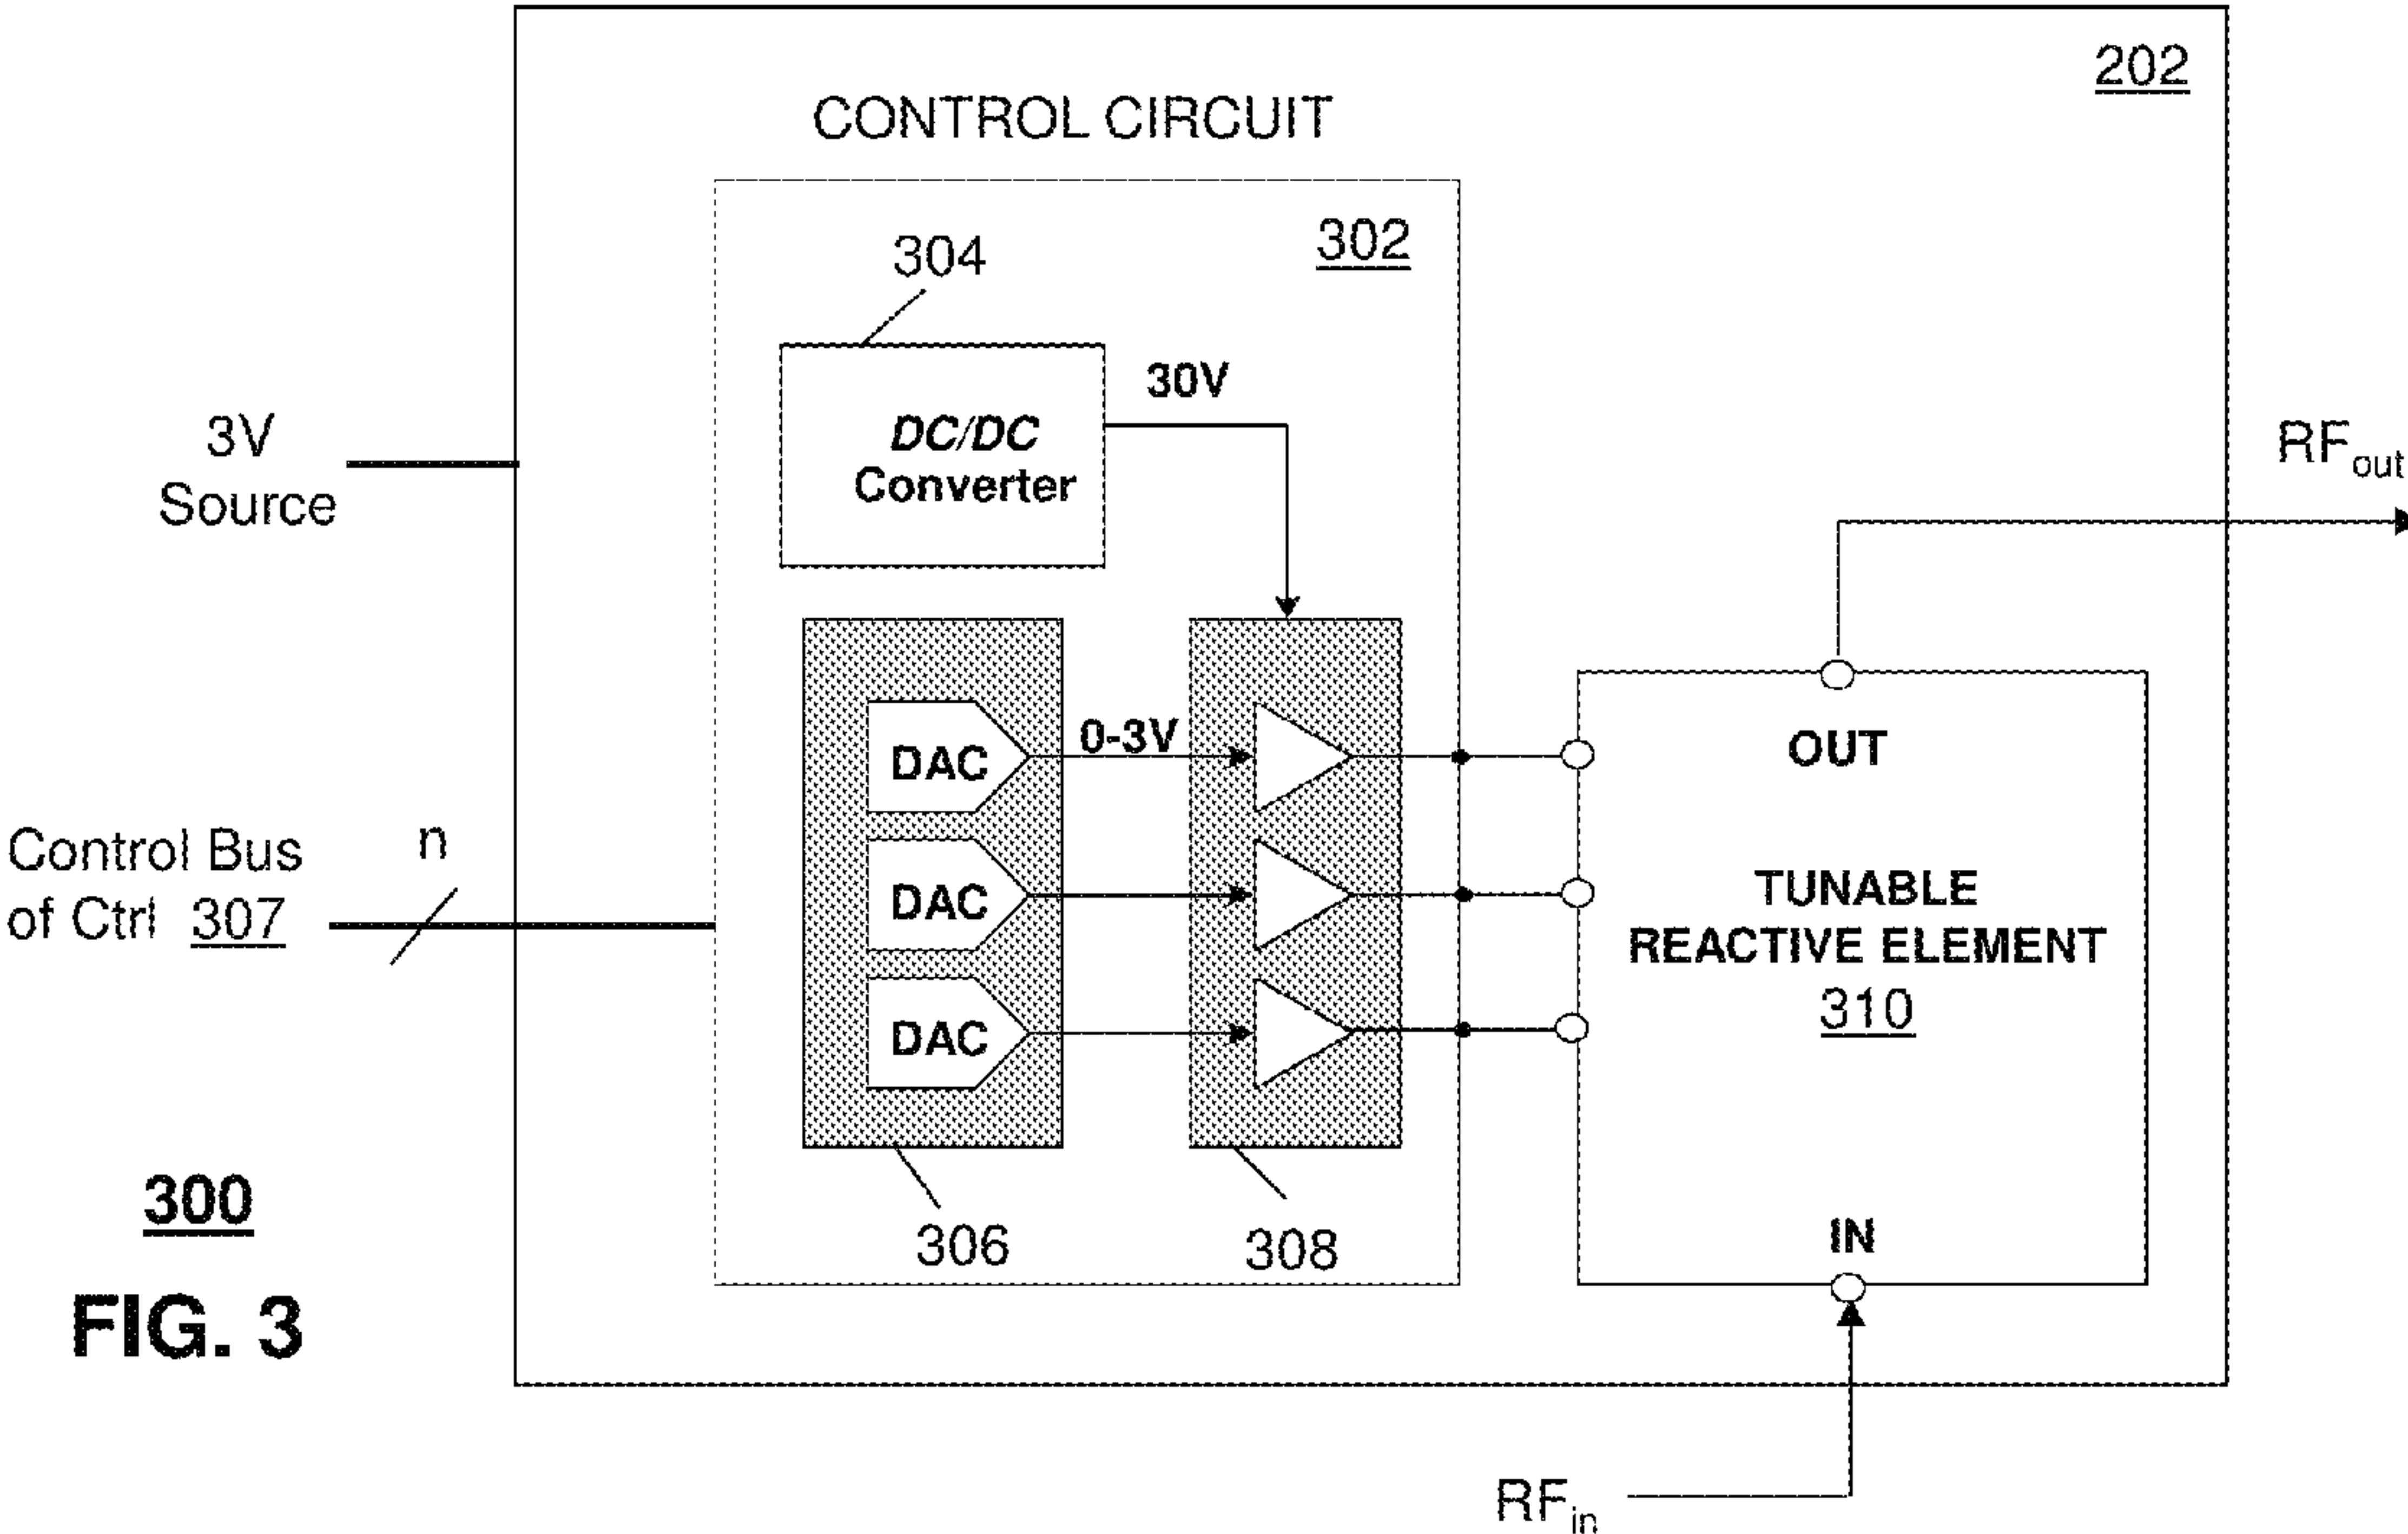 202
CONTROL CIRCUIT
302
304
30V
DC/DC
Converter
3V
Source
RFout
0-3V
DAC
DAC
DAC
OUT
TUNABLE
REACTIVE ELEMENT
310
IN
Control Bus
of Ctrl 307
n
306
308
300
FIG. 3
RFin